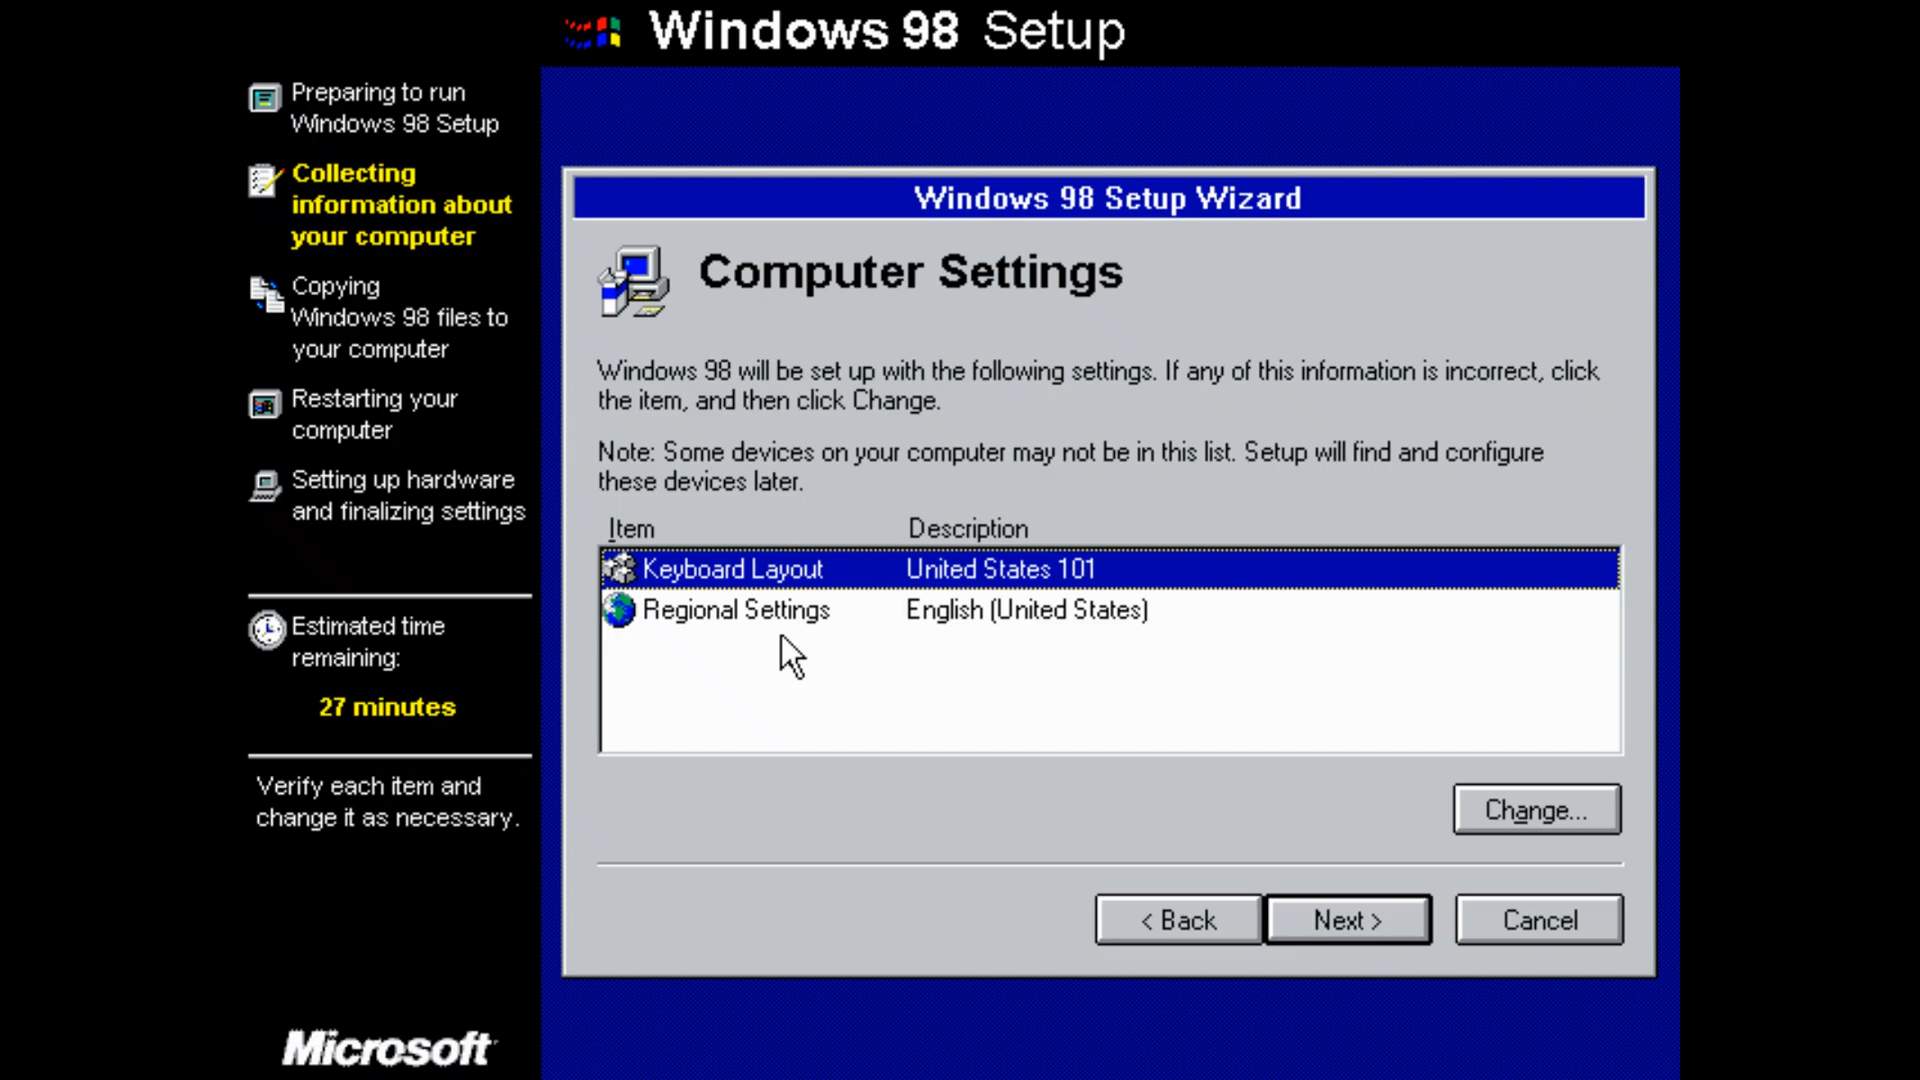 Windows 98 Setup
Preparing to run
Windows 98 Setup
Collecting
information about
your computer
Copying
Windows 98 files to
your computer
Restarting your
computer
Setting up hardware
and finalizing settings
Estimated time
remaining:
27 minutes
Verify each item and
change it as necessary.
Microsoft
Windows 98 Setup Wizard
Computer Settings
Windows 98 will be set up with the following settings. If any of this information is incorrect, click
the item, and then click Change.
Note: Some devices on your computer may not be in this list. Setup will find and configure
these devices later.
Item Description
Keyboard Layout United States 101
Regional Settings English (United States)
Change...
< Back Next > Cancel